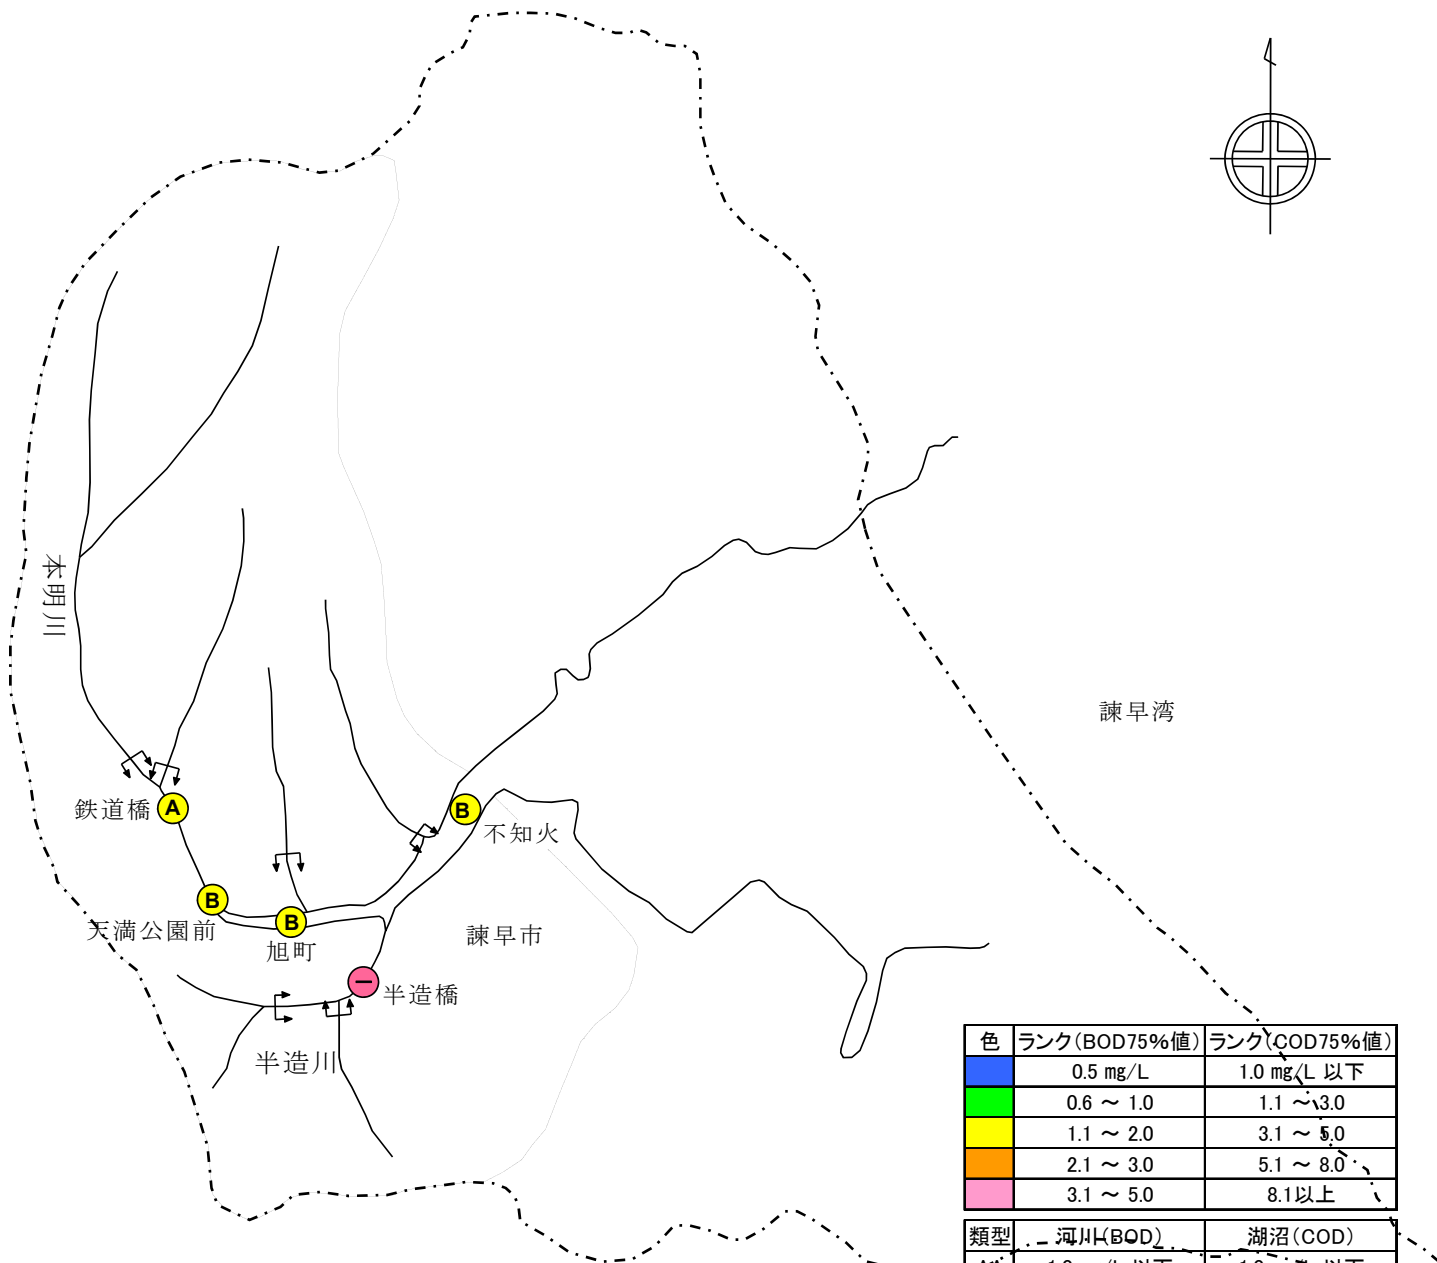 本明川
諫早湾
鉄道橋
A
B
不知火
B
天満公園前
B
旭町
諫早市
半造橋
半造川
色 ランク(BOD75%値) ランク(COD75%値)
0.5 mg/L 1.0 mg/L 以下
0.6 ～ 1.0 1.1 ～ 3.0
1.1 ～ 2.0 3.1 ～ 5.0
2.1 ～ 3.0 5.1 ～ 8.0
3.1 ～ 5.0 8.1以上
類型 河川(BOD) 湖沼(COD)